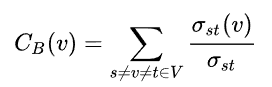 C_B(v) = \sum_{s \neq v \neq t \in V} \frac{\sigma_{st}(v)}{\sigma_{st}}